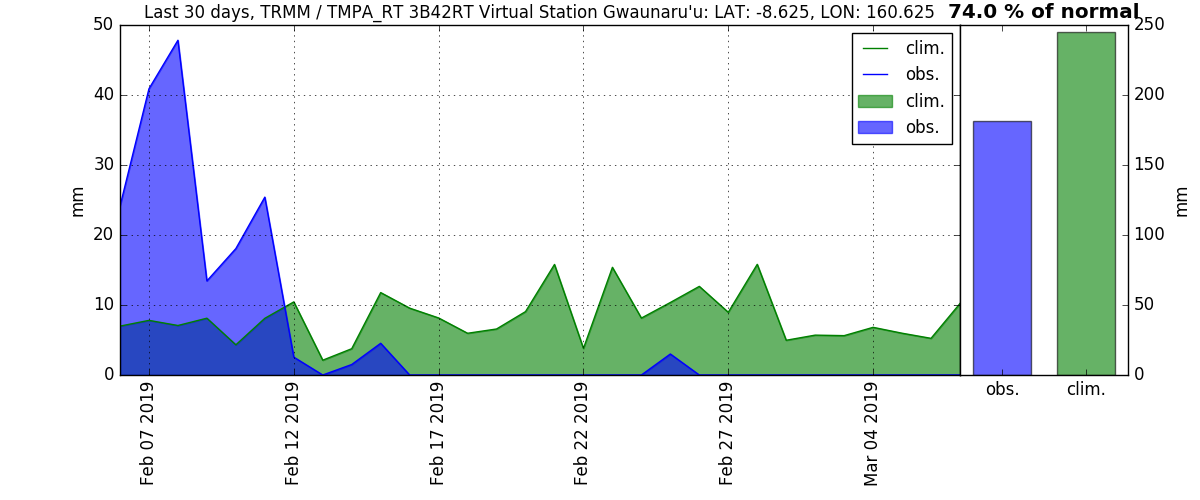 Last 30 days, TRMM / TMPA_RT 3B42RT Virtual Station Gwaunaru'u: LAT: -8.625, LON: 160.625
74.0 % of normal
50
40
30
20
10
0
mm
clim.
obs.
clim.
obs.
250
200
150
100
50
0
mm
Feb 07 2019
Feb 12 2019
Feb 17 2019
Feb 22 2019
Feb 27 2019
Mar 04 2019
obs.
clim.